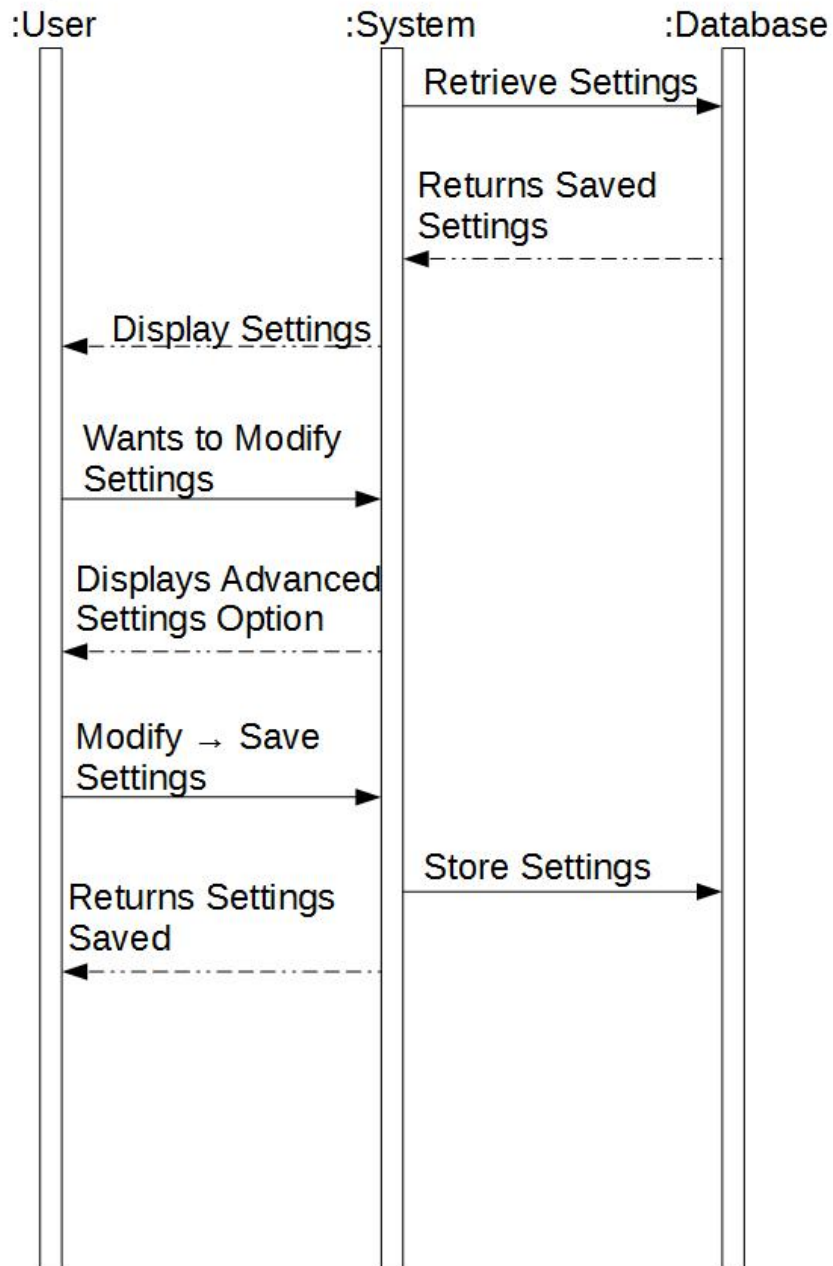 :User
:System
:Database
Retrieve Settings
Returns Saved
Settings
Display Settings
Wants to Modify
Settings
Displays Advanced
Settings Option
Modify → Save
Settings
Store Settings
Returns Settings
Saved